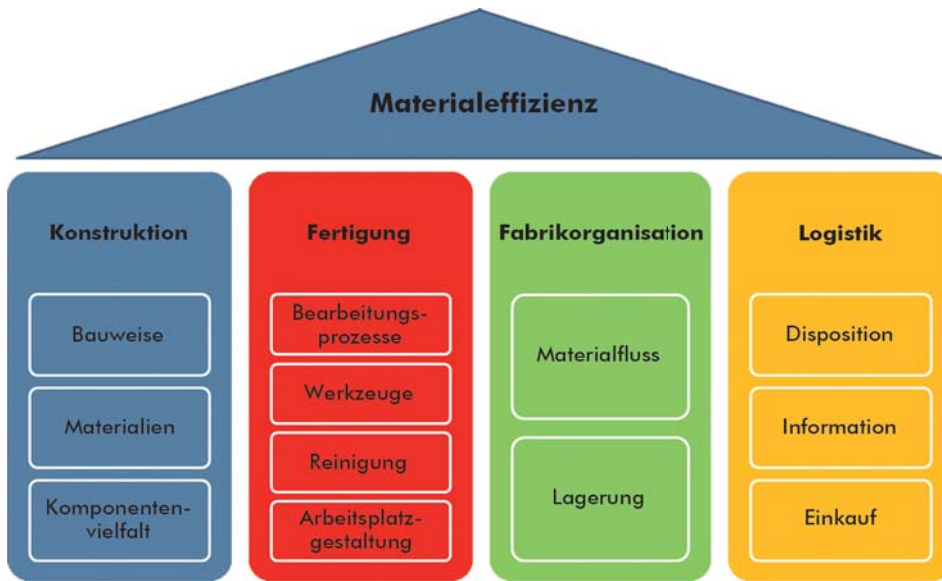 Materialeffizienz
Konstruktion
Bauweise
Materialien
Komponenten-
vielfalt
Fertigung
Bearbeitungs-
prozesse
Werkzeuge
Reinigung
Arbeitsplatz-
gestaltung
Fabrikorganisation
Materialfluss
Lagerung
Logistik
Disposition
Information
Einkauf